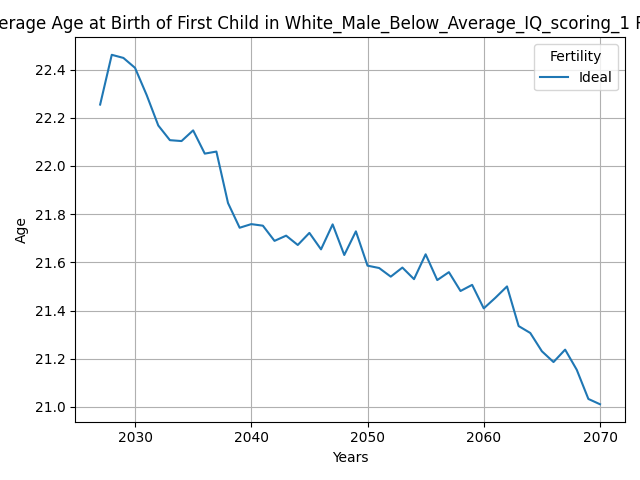 erage Age at Birth of First Child in White_Male_Below_Average_IQ_scoring_1
Fertility
Ideal
22.4
22.2
22.0
21.8
21.6
21.4
21.2
21.0
Age
2030 2040 2050 2060 2070
Years